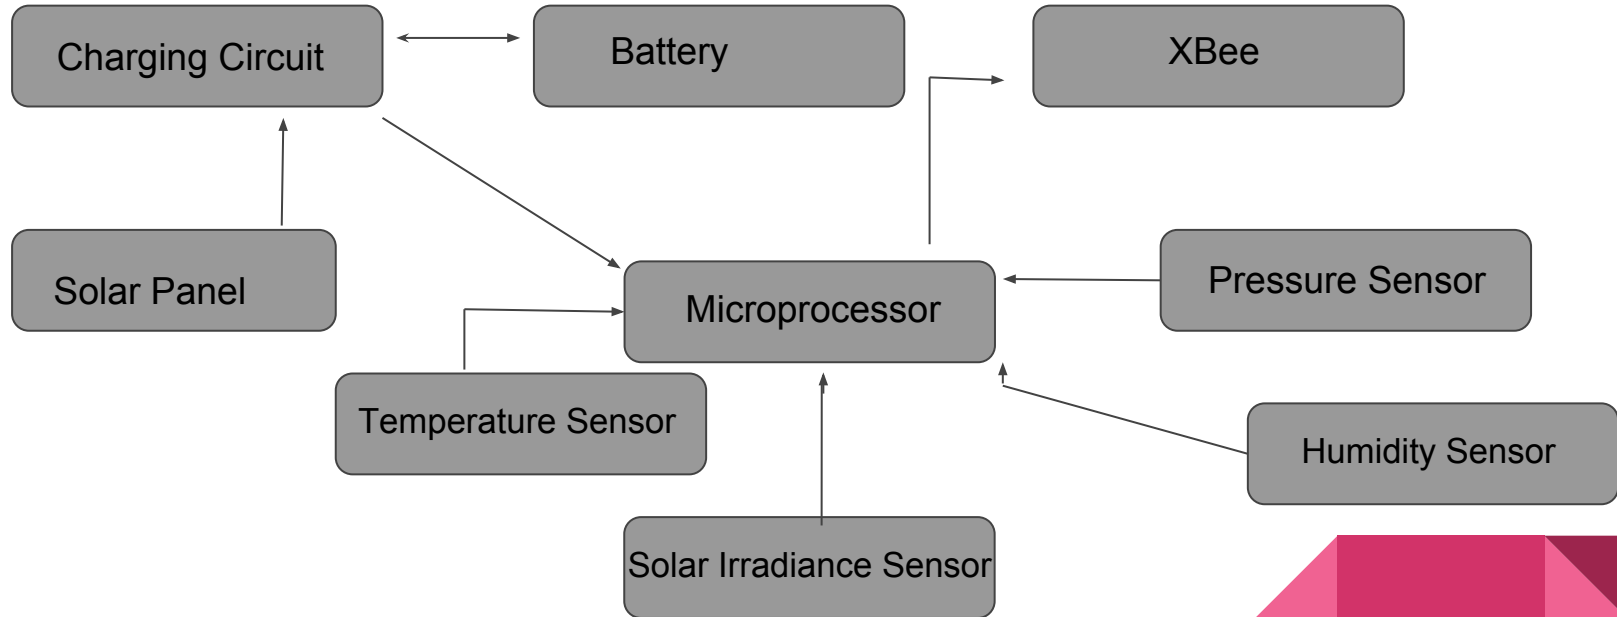 Charging Circuit
Battery
XBee
Solar Panel
Microprocessor
Pressure Sensor
Temperature Sensor
Humidity Sensor
Solar Irradiance Sensor